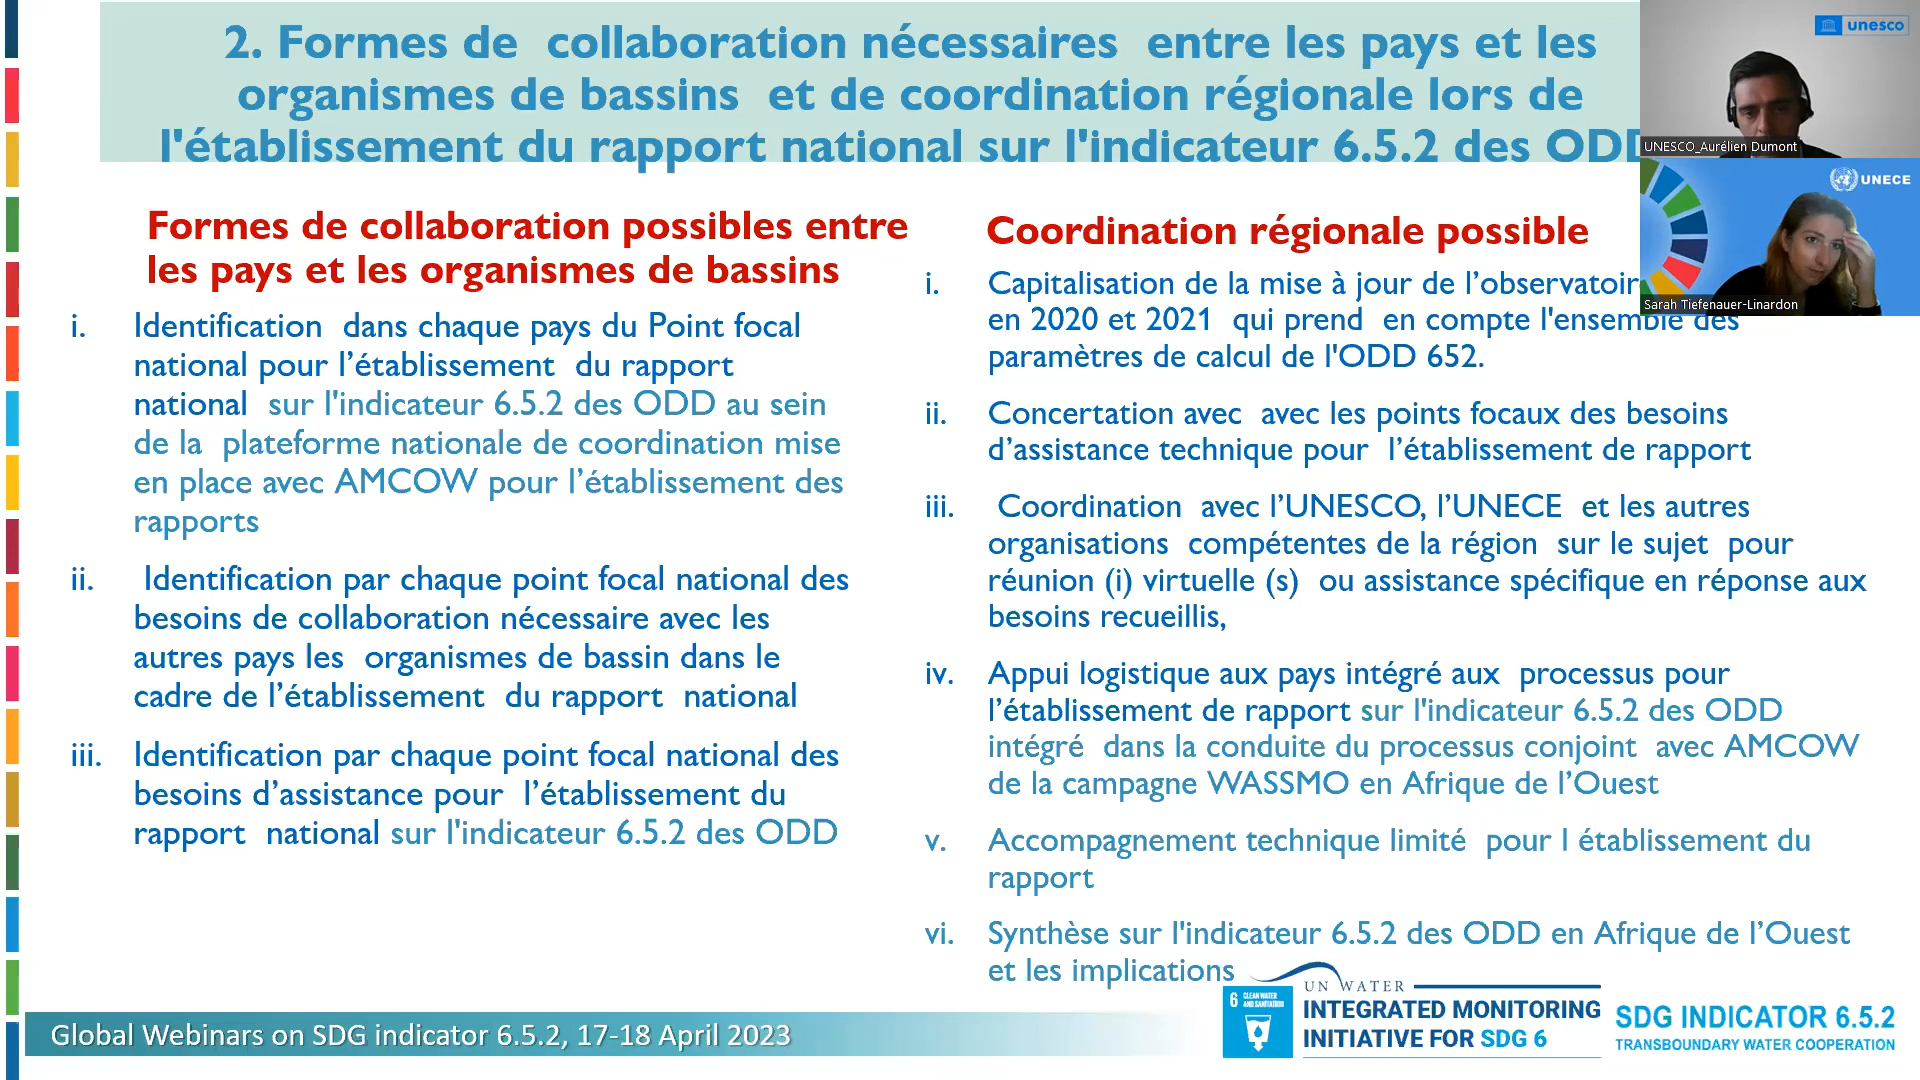 2. Formes de collaboration nécessaires entre les pays et les
organismes de bassins et de coordination régionale lors de
l'établissement du rapport national sur l'indicateur 6.5.2 des ODD
unesco
UNESCO_Aurélien Dumont
UNECE
Sarah Tiefenauer-Linardon
Formes de collaboration possibles entre
les pays et les organismes de bassins
i. Identification dans chaque pays du Point focal
national pour l’établissement du rapport
national sur l'indicateur 6.5.2 des ODD au sein
de la plateforme nationale de coordination mise
en place avec AMCOW pour l’établissement des
rapports
ii. Identification par chaque point focal national des
besoins de collaboration nécessaire avec les
autres pays les organismes de bassin dans le
cadre de l’établissement du rapport national
iii. Identification par chaque point focal national des
besoins d’assistance pour l’établissement du
rapport national sur l'indicateur 6.5.2 des ODD
Coordination régionale possible
i. Capitalisation de la mise à jour de l’observatoir
en 2020 et 2021 qui prend en compte l'ensemble des
paramètres de calcul de l'ODD 652.
ii. Concertation avec avec les points focaux des besoins
d’assistance technique pour l’établissement de rapport
iii. Coordination avec l’UNESCO, l’UNECE et les autres
organisations compétentes de la région sur le sujet pour
réunion (i) virtuelle (s) ou assistance spécifique en réponse aux
besoins recueillis,
iv. Appui logistique aux pays intégré aux processus pour
l’établissement de rapport sur l'indicateur 6.5.2 des ODD
intégré dans la conduite du processus conjoint avec AMCOW
de la campagne WASSMO en Afrique de l’Ouest
v. Accompagnement technique limité pour l établissement du
rapport
vi. Synthèse sur l'indicateur 6.5.2 des ODD en Afrique de l’Ouest
et les implications
Global Webinars on SDG indicator 6.5.2, 17-18 April 2023
6 CLEAN WATER
AND SANITATION
UN WATER
INTEGRATED MONITORING
INITIATIVE FOR SDG 6
SDG INDICATOR 6.5.2
TRANSBOUNDARY WATER COOPERATION